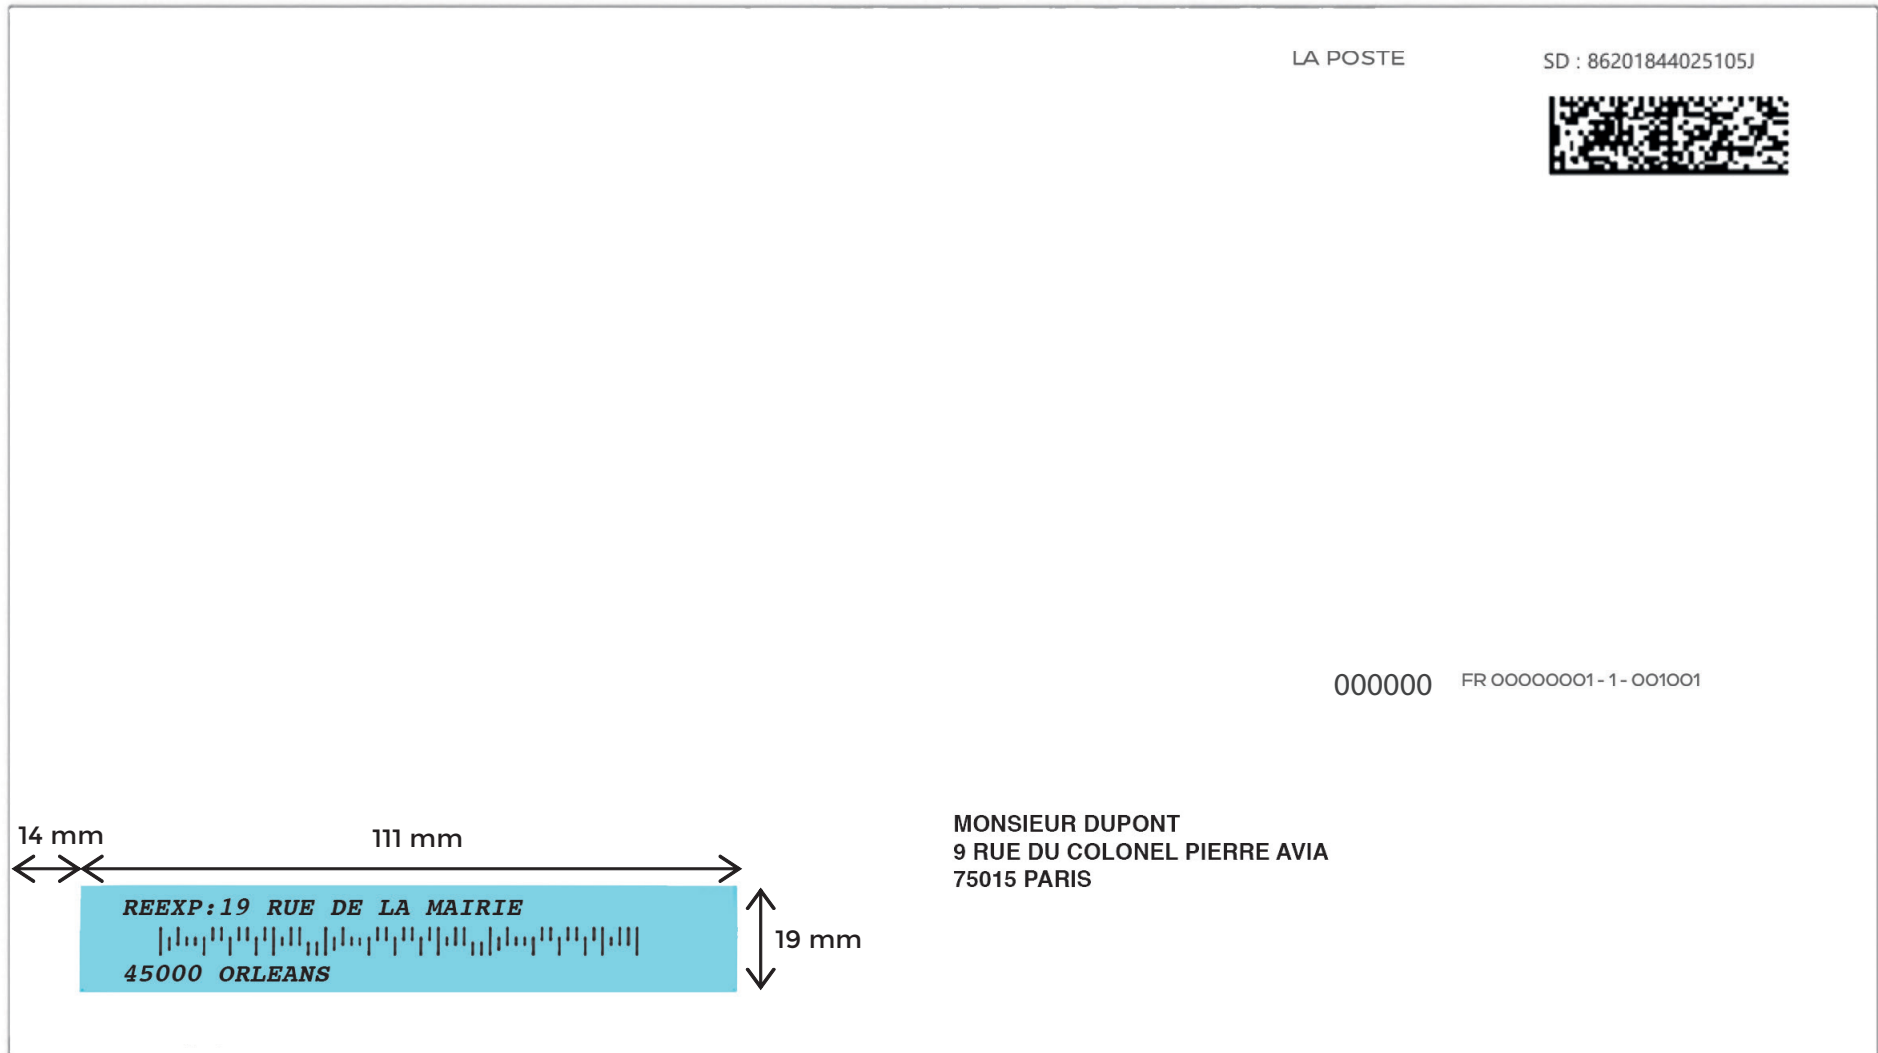 LA POSTE
SD : 86201844025105J
000000 FR 00000001 - 1 - 001001
14 mm
111 mm
MONSIEUR DUPONT
9 RUE DU COLONEL PIERRE AVIA
75015 PARIS
REEXP:19 RUE DE LA MAIRIE
19 mm
45000 ORLEANS